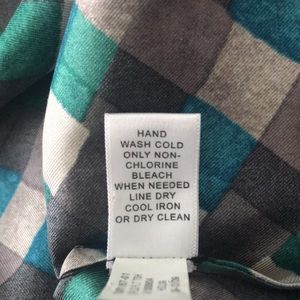 HAND
WASH COLD
ONLY NON-
CHLORINE
BLEACH
WHEN NEEDED
LINE DRY
COOL IRON
OR DRY CLEAN